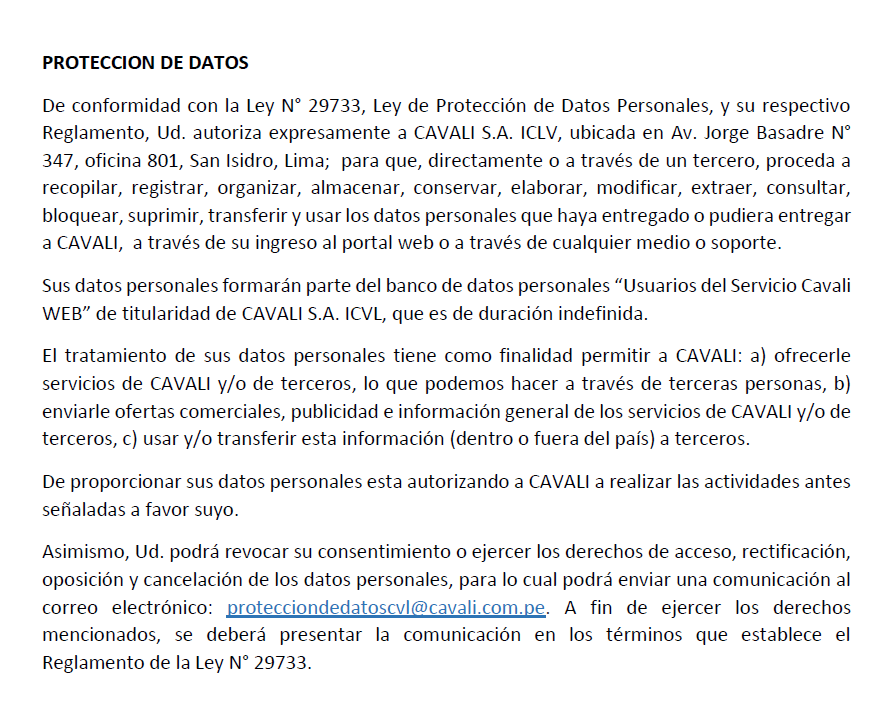 PROTECCION DE DATOS
De conformidad con la Ley N° 29733, Ley de Protección de Datos Personales, y su respectivo
Reglamento, Ud. autoriza expresamente a CAVALI S.A. ICLV, ubicada en Av. Jorge Basadre N°
347, oficina 801, San Isidro, Lima;  para que, directamente o a través de un tercero, proceda a
recopilar, registrar, organizar, almacenar, conservar, elaborar, modificar, extraer, consultar,
bloquear, suprimir, transferir y usar los datos personales que haya entregado o pudiera entregar
a CAVALI,  a través de su ingreso al portal web o a través de cualquier medio o soporte.
Sus datos personales formarán parte del banco de datos personales “Usuarios del Servicio Cavali
WEB” de titularidad de CAVALI S.A. ICVL, que es de duración indefinida.
El tratamiento de sus datos personales tiene como finalidad permitir a CAVALI: a) ofrecerle
servicios de CAVALI y/o de terceros, lo que podemos hacer a través de terceras personas, b)
enviarle ofertas comerciales, publicidad e información general de los servicios de CAVALI y/o de
terceros, c) usar y/o transferir esta información (dentro o fuera del país) a terceros.
De proporcionar sus datos personales esta autorizando a CAVALI a realizar las actividades antes
señaladas a favor suyo.
Asimismo, Ud. podrá revocar su consentimiento o ejercer los derechos de acceso, rectificación,
oposición y cancelación de los datos personales, para lo cual podrá enviar una comunicación al
correo electrónico: protecciondedatoscvl@cavali.com.pe. A fin de ejercer los derechos
mencionados, se deberá presentar la comunicación en los términos que establece el
Reglamento de la Ley N° 29733.